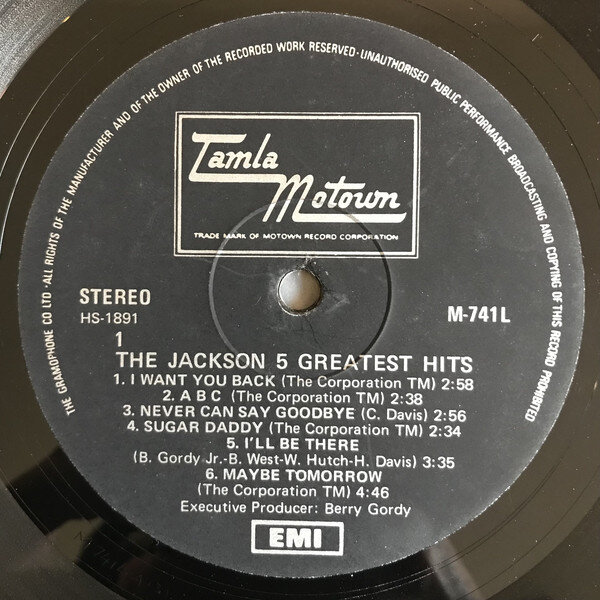 THE GRAMOPHONE CO LTD · ALL RIGHTS OF THE MANUFACTURER AND OF THE OWNER OF THE RECORDED WORK RESERVED · UNAUTHORISED PUBLIC PERFORMANCE BROADCASTING AND COPYING OF THIS RECORD PROHIBITED
Tamla
Motown
TRADE MARK OF MOTOWN RECORD CORPORATION
STEREO
HS-1891
M-741L
1
THE JACKSON 5 GREATEST HITS
1. I WANT YOU BACK (The Corporation TM) 2:58
2. A B C (The Corporation TM) 2:38
3. NEVER CAN SAY GOODBYE (C. Davis) 2:56
4. SUGAR DADDY (The Corporation TM) 2:34
5. I'LL BE THERE
(B. Gordy Jr.-B. West-W. Hutch-H. Davis) 3:35
6. MAYBE TOMORROW
(The Corporation TM) 4:46
Executive Producer: Berry Gordy
EMI